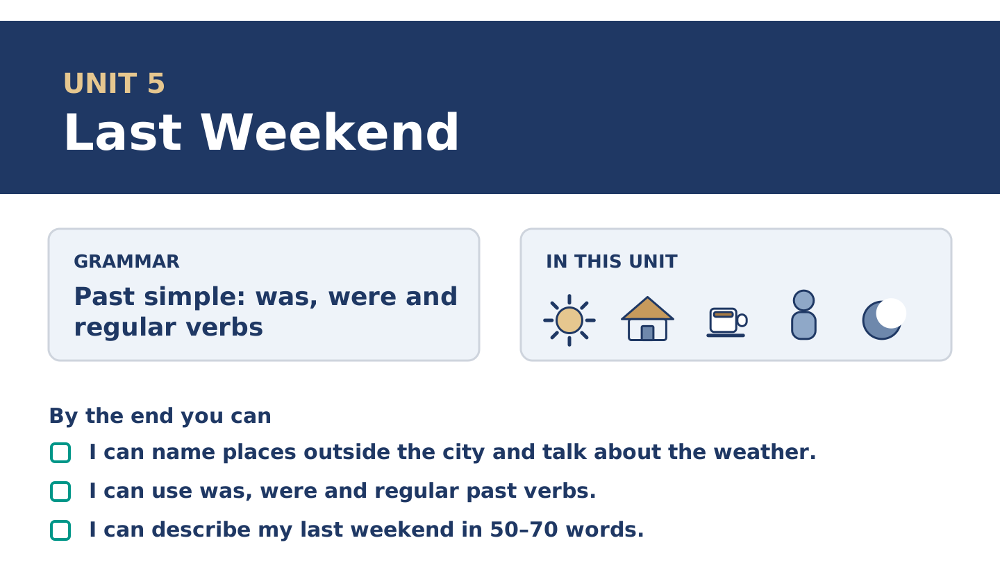 UNIT 5
Last Weekend
GRAMMAR
Past simple: was, were and
regular verbs
IN THIS UNIT
By the end you can
I can name places outside the city and talk about the weather.
I can use was, were and regular past verbs.
I can describe my last weekend in 50–70 words.